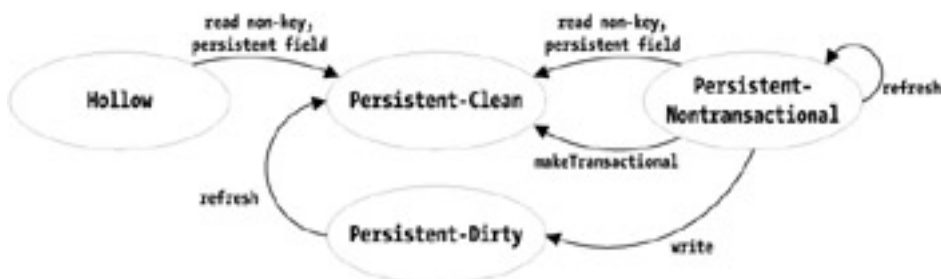 read non-key,
persistent field
read non-key,
persistent field
Hollow
Persistent-Clean
Persistent-
Nontransactional
refresh
makeTransactional
refresh
Persistent-Dirty
write